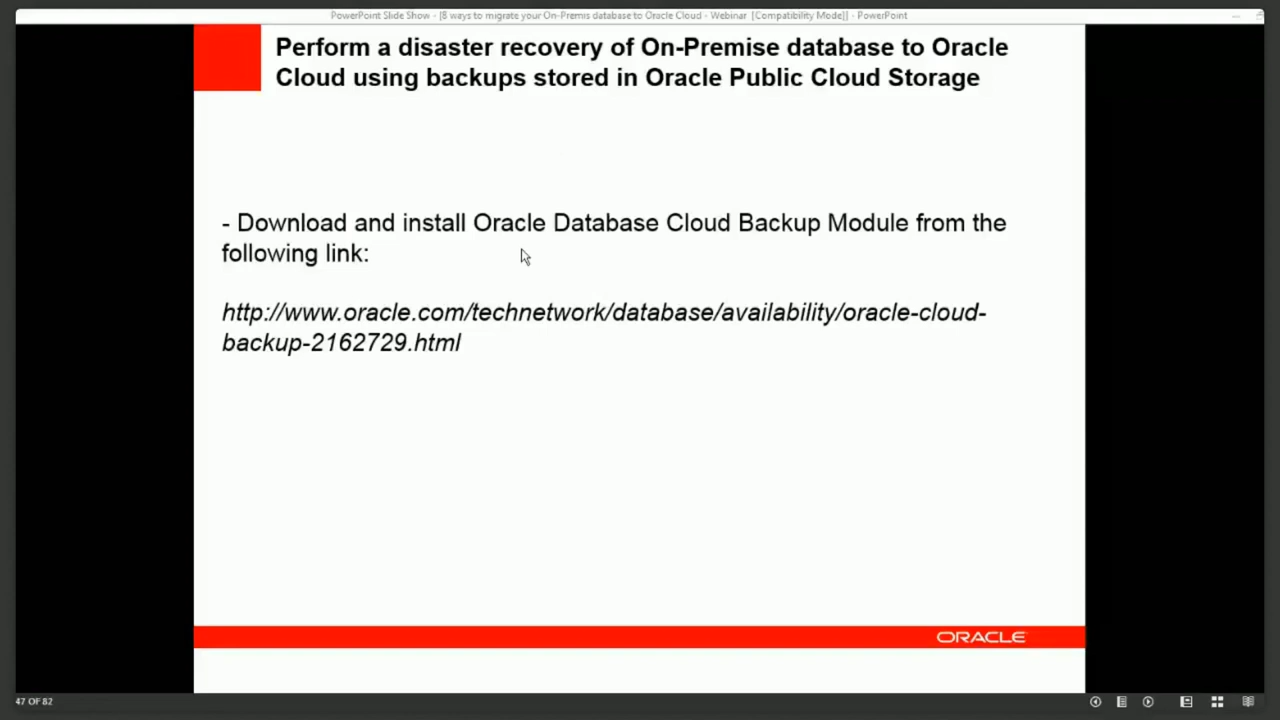 PowerPoint Slide Show - [8 ways to migrate your On-Premis database to Oracle Cloud - Webinar [Compatibility Mode]] - PowerPoint
Perform a disaster recovery of On-Premise database to Oracle
Cloud using backups stored in Oracle Public Cloud Storage
- Download and install Oracle Database Cloud Backup Module from the
following link:
http://www.oracle.com/technetwork/database/availability/oracle-cloud-
backup-2162729.html
ORACLE
47 OF 82